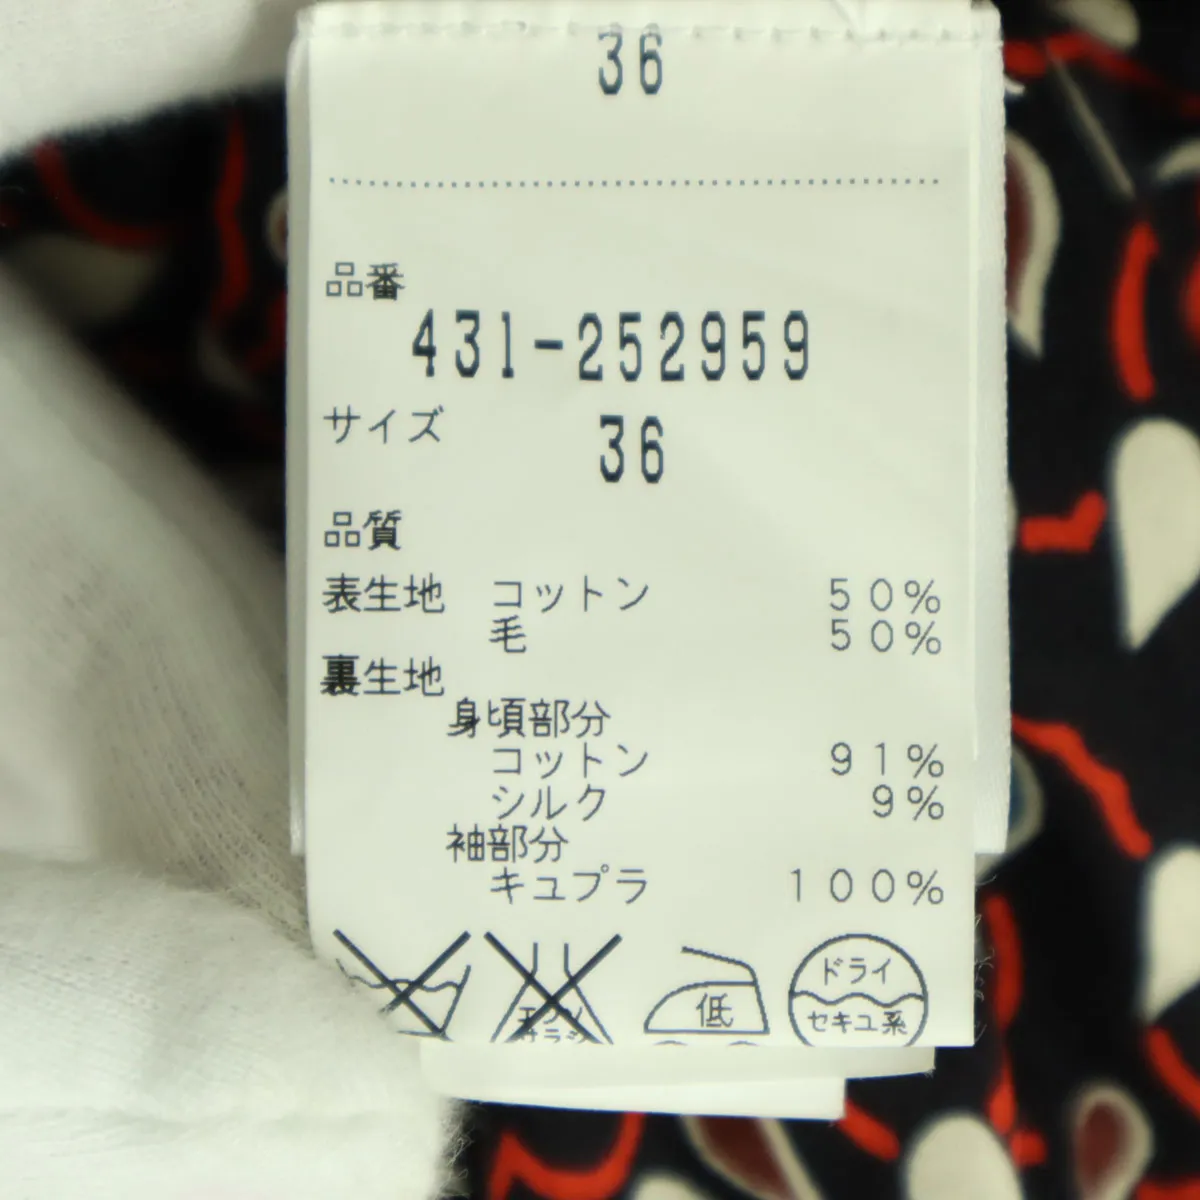 36
品番
431-252959
サイズ 36
品質
表生地 コットン 50%
毛 50%
裏生地
身頃部分
コットン 91%
シルク 9%
袖部分
キュプラ 100%
低
ドライ
セキユ系